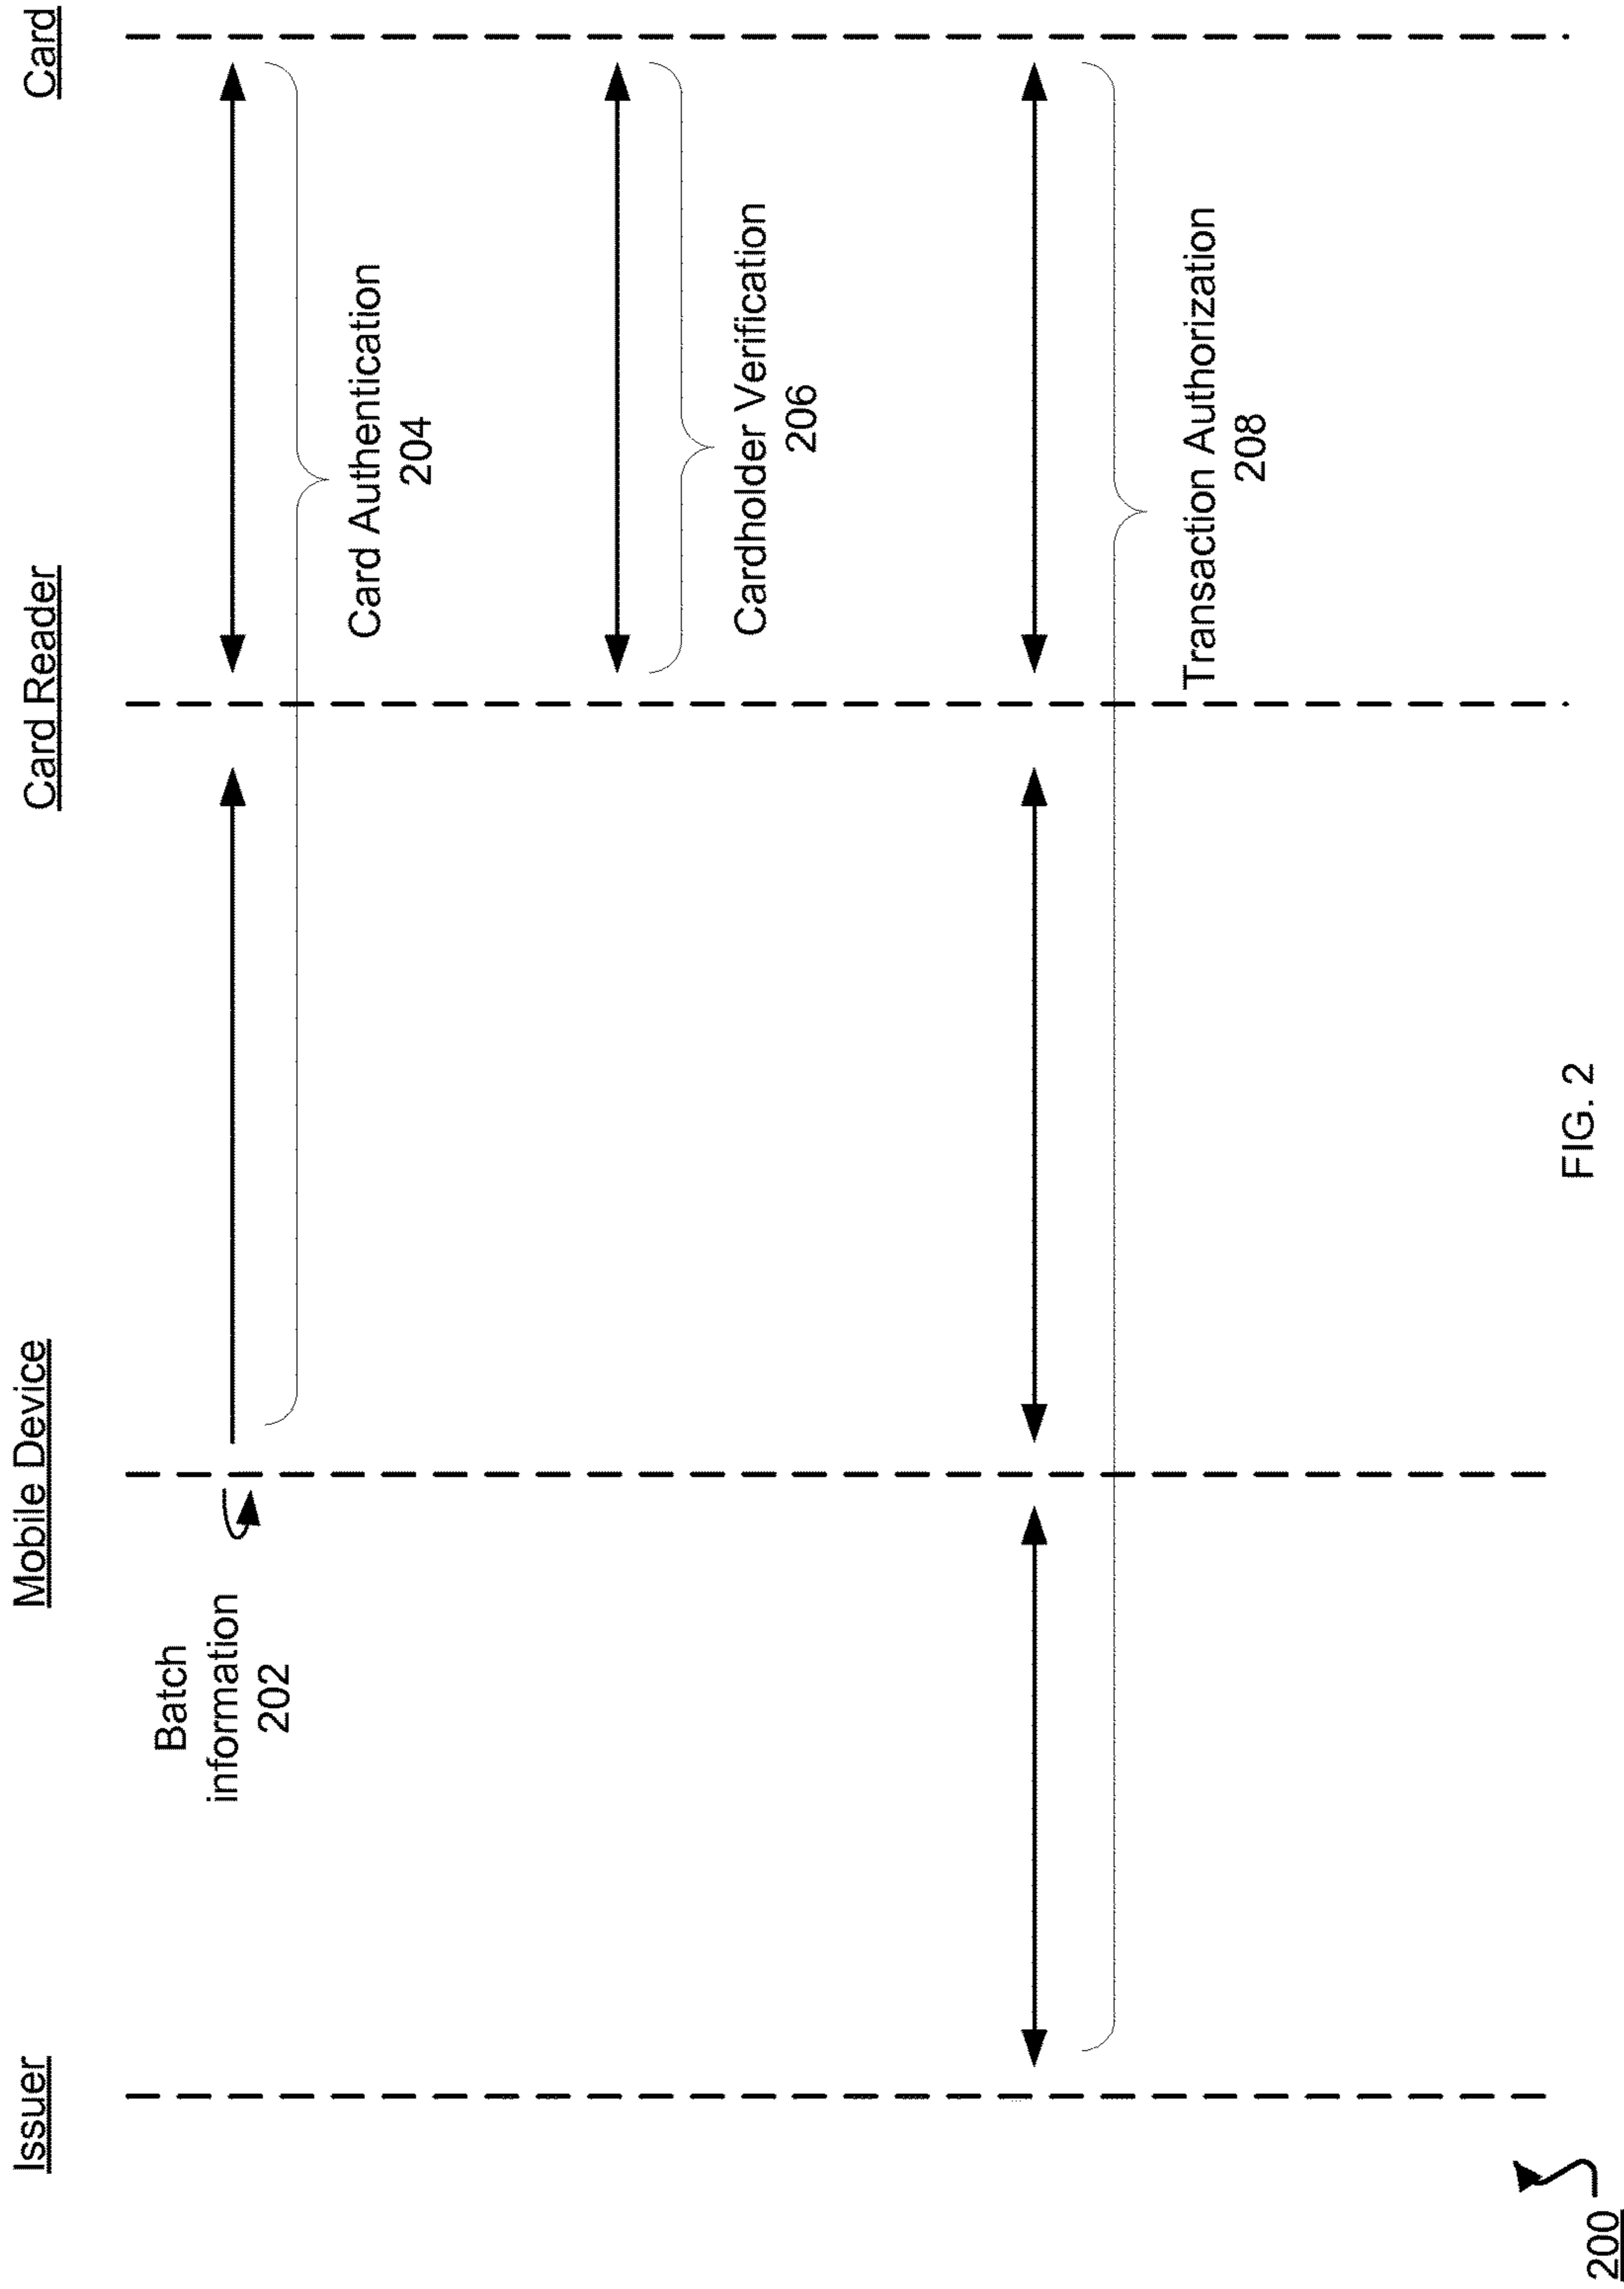 Issuer
Mobile Device
Card Reader
Card
Batch
information
202
Card Authentication
204
Cardholder Verification
206
Transaction Authorization
208
200
FIG. 2